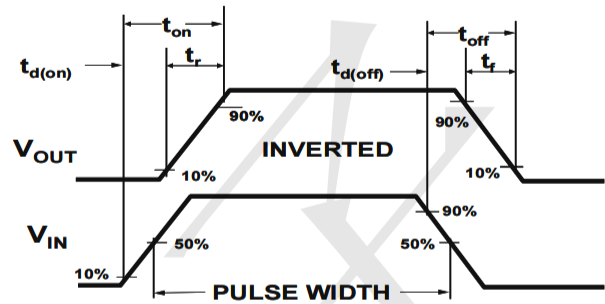 ton
toff
tr
tf
td(on)
td(off)
90%
90%
VOUT
INVERTED
10%
10%
90%
VIN
50%
50%
10%
PULSE WIDTH